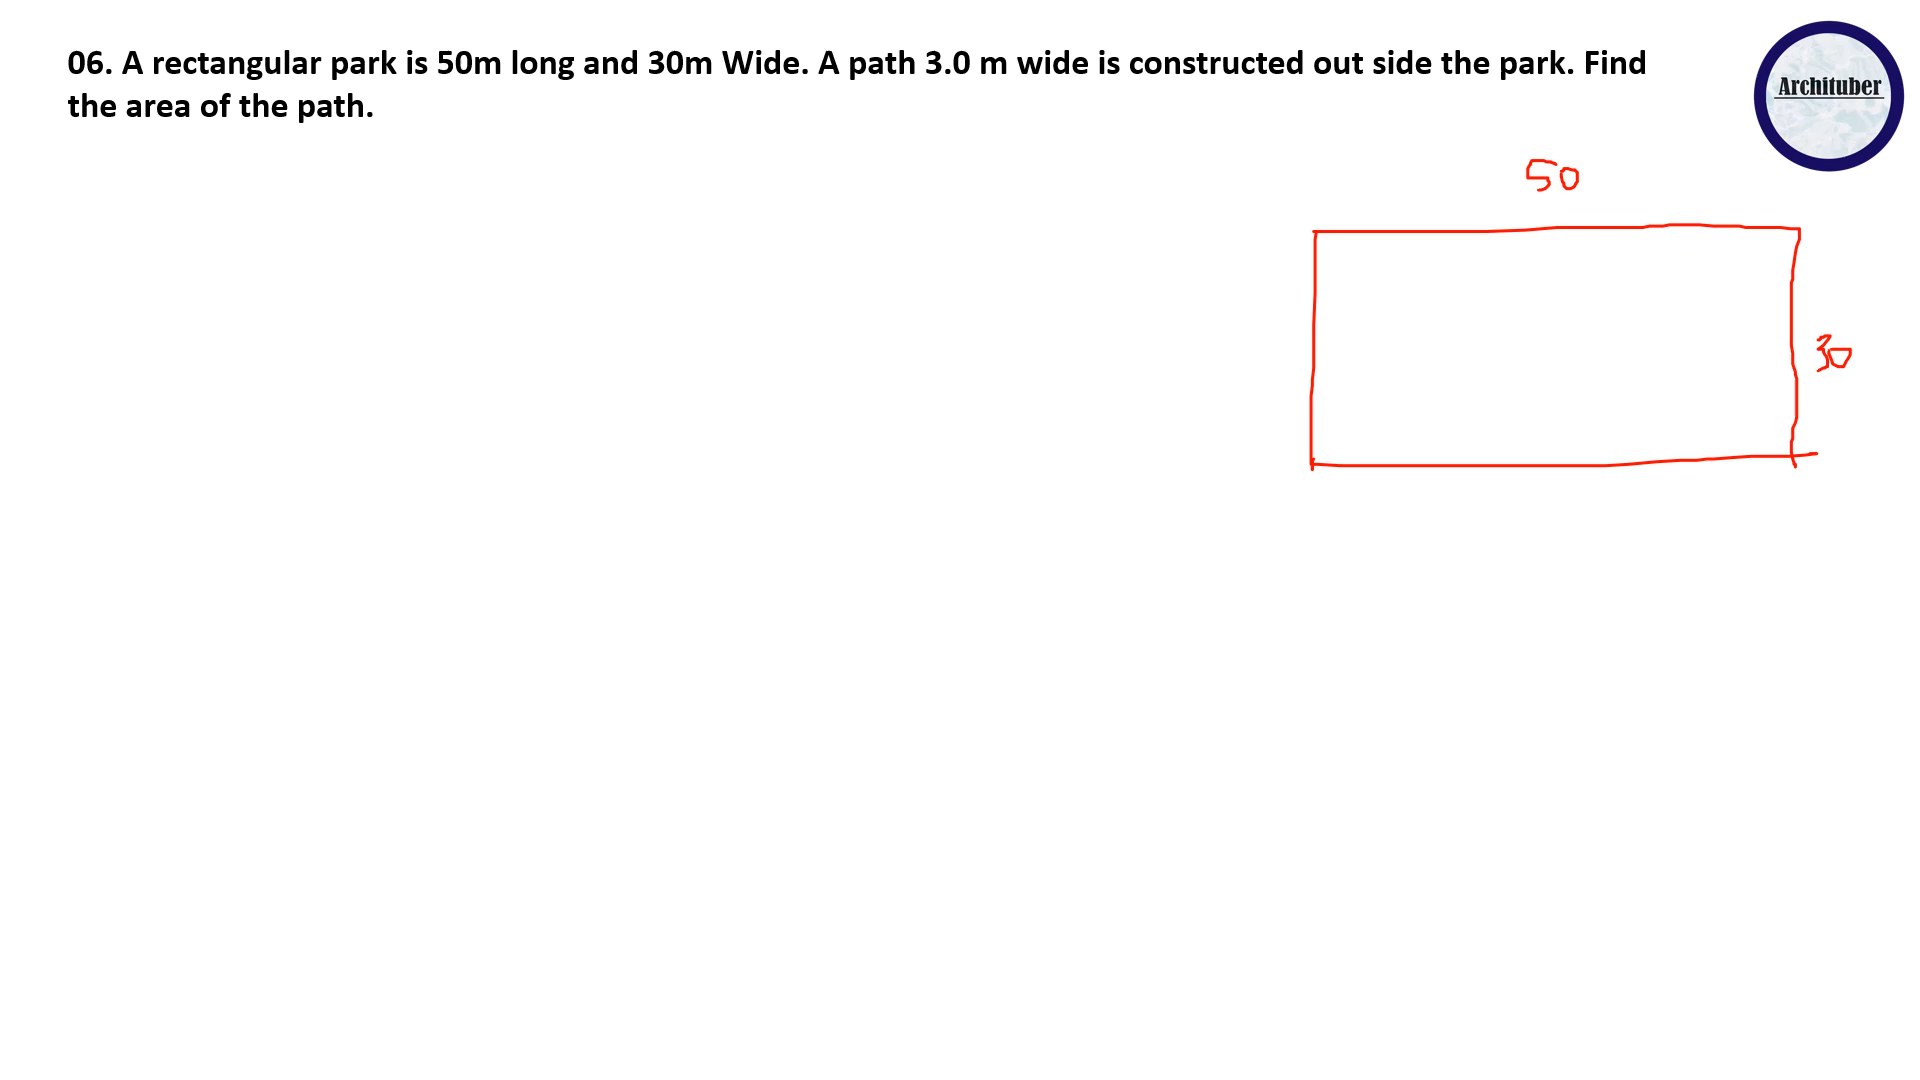 06. A rectangular park is 50m long and 30m Wide. A path 3.0 m wide is constructed out side the park. Find
the area of the path.
Archituber
50
30